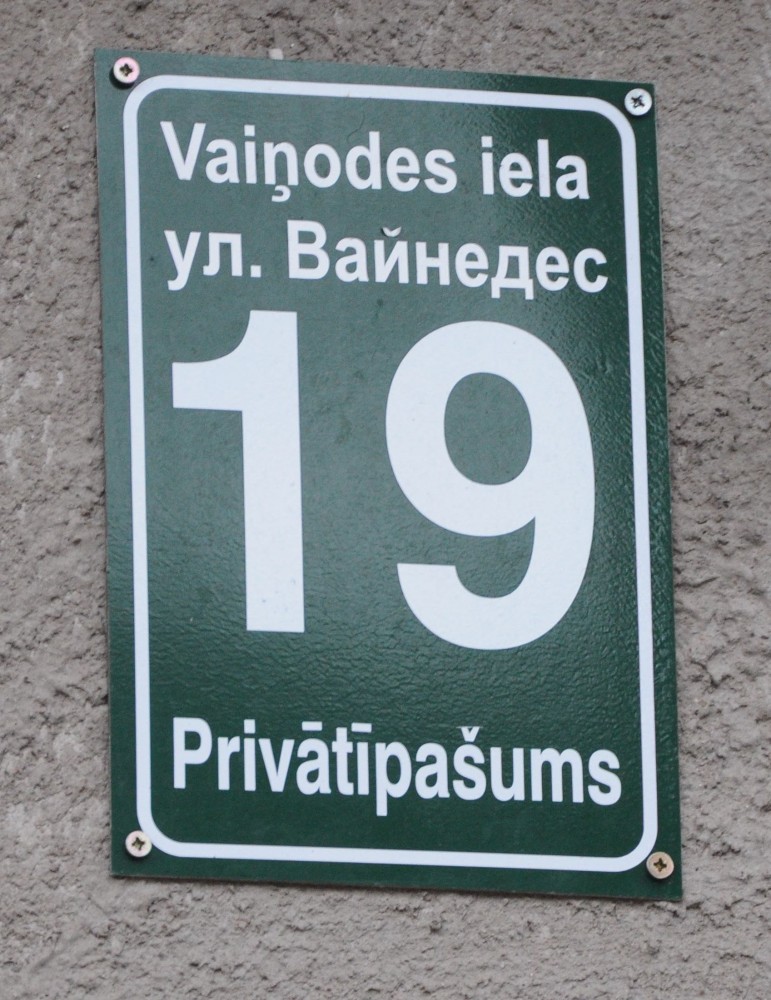 Vaiņodes iela
ул. Вайнедес
19
Privātīpašums